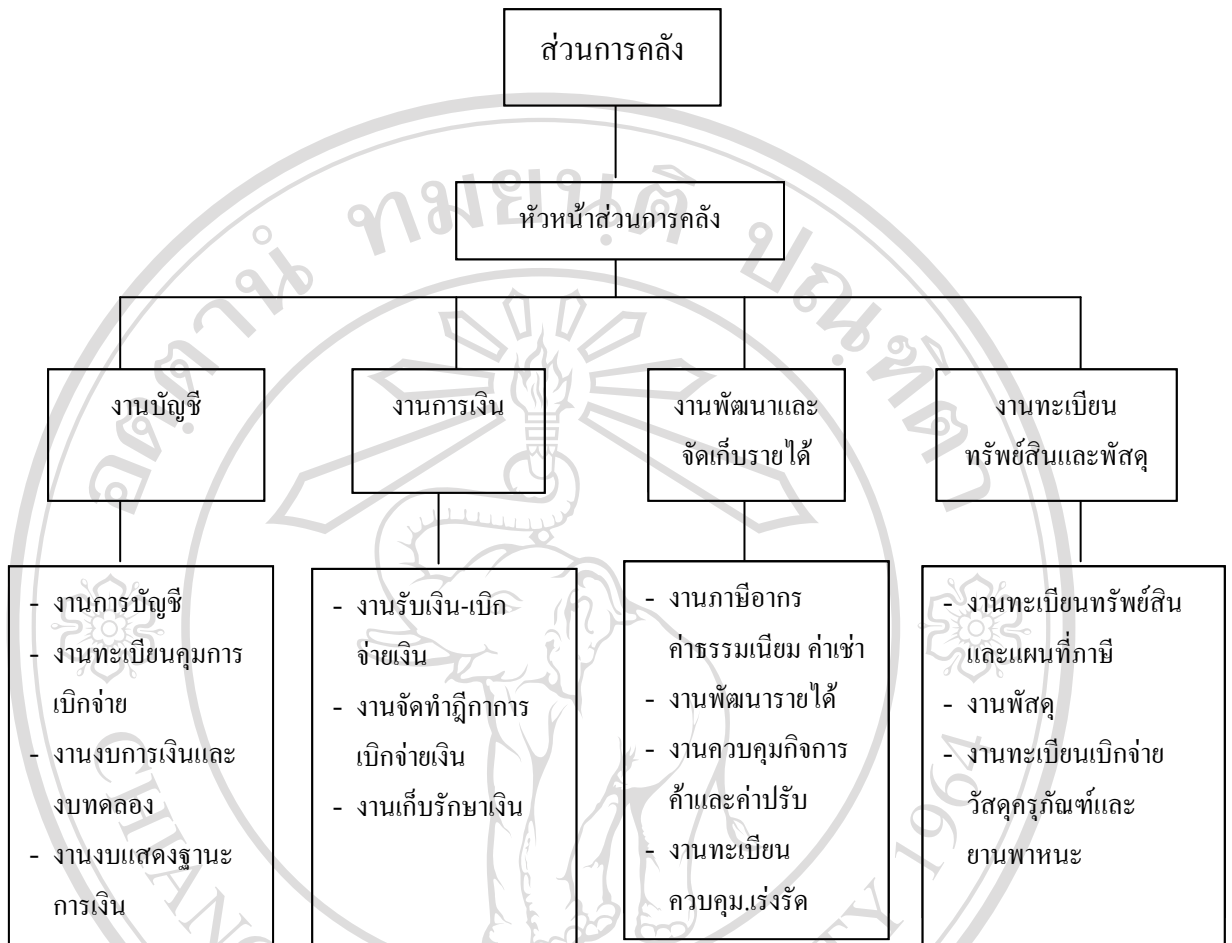 ส่วนการคลัง
หัวหน้าส่วนการคลัง
งานบัญชี
งานการเงิน
งานพัฒนาและ
จัดเก็บรายได้
งานทะเบียน
ทรัพย์สินและพัสดุ
- งานการบัญชี
- งานทะเบียนคุมการ
เบิกจ่าย
- งานงบการเงินและ
งบทดลอง
- งานงบแสดงฐานะ
การเงิน
- งานรับเงิน-เบิก
จ่ายเงิน
- งานจัดทำฎีกาการ
เบิกจ่ายเงิน
- งานเก็บรักษาเงิน
- งานภาษีอากร
ค่าธรรมเนียม ค่าเช่า
- งานพัฒนารายได้
- งานควบคุมกิจการ
ค้าและค่าปรับ
- งานทะเบียน
ควบคุม.เร่งรัด
- งานทะเบียนทรัพย์สิน
และแผนที่ภาษี
- งานพัสดุ
- งานทะเบียนเบิกจ่าย
วัสดุครุภัณฑ์และ
ยานพาหนะ
อตฺตานํ ทมยนฺติ ปณฺฑิตา
1964